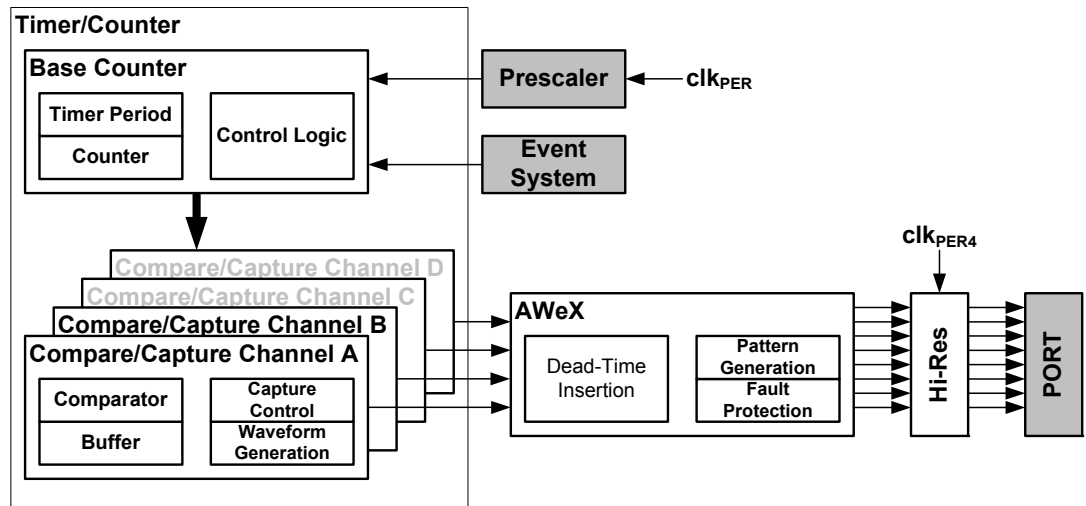 Timer/Counter
Base Counter
Timer Period
Counter
Control Logic
Prescaler
clkPER
Event
System
clkPER4
Compare/Capture Channel D
Compare/Capture Channel C
Compare/Capture Channel B
Compare/Capture Channel A
Comparator
Buffer
Capture
Control
Waveform
Generation
AWeX
Dead-Time
Insertion
Pattern
Generation
Fault
Protection
Hi-Res
PORT